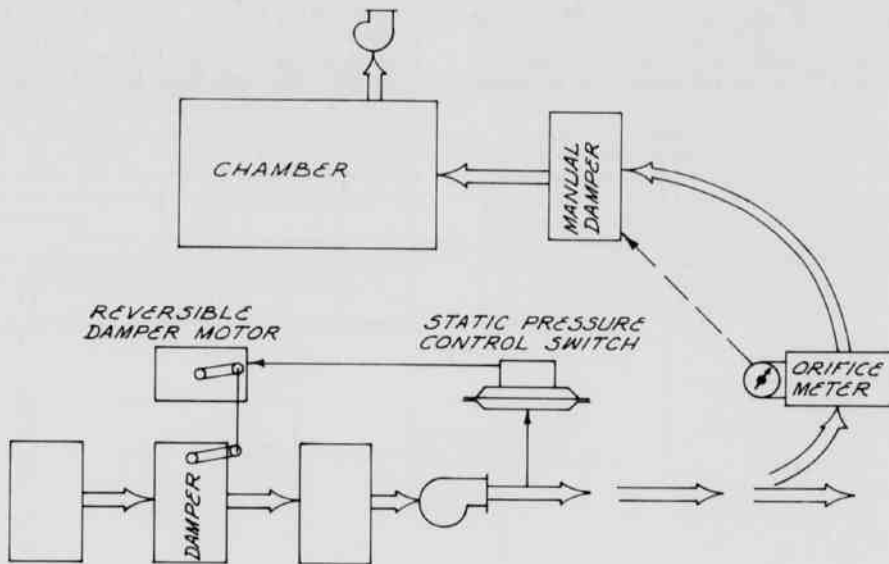 CHAMBER
MANUAL
DAMPER
REVERSIBLE
DAMPER MOTOR
STATIC PRESSURE
CONTROL SWITCH
ORIFICE
METER
DAMPER